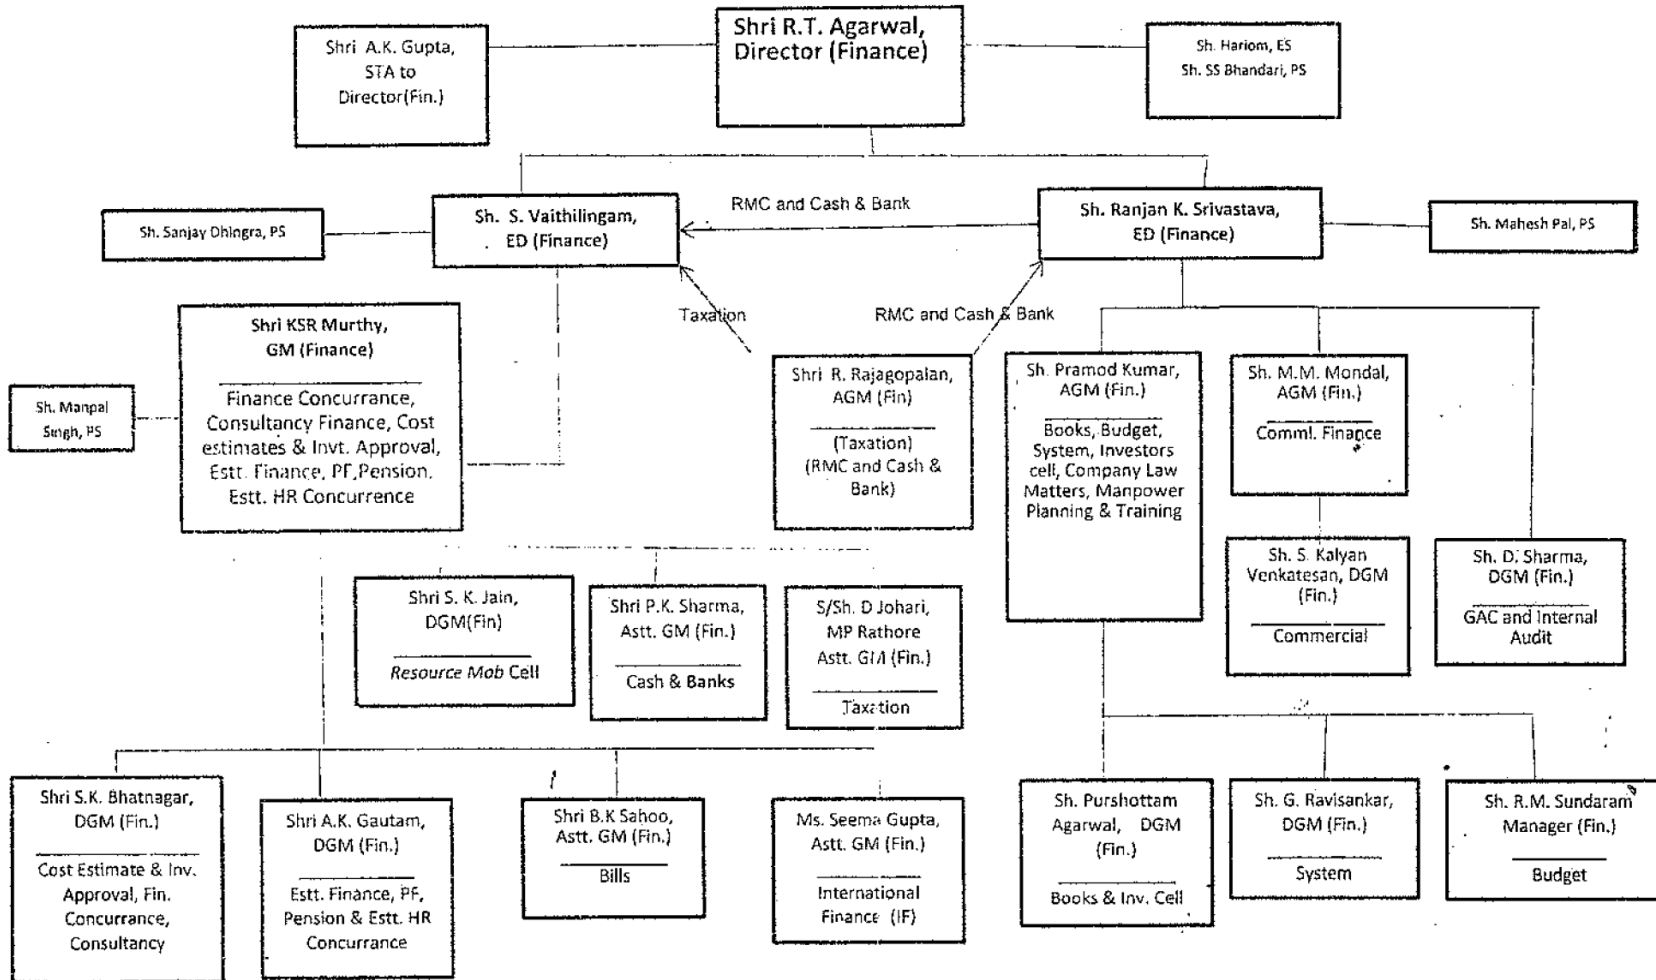 Shri R.T. Agarwal,
Director (Finance)
Shri A.K. Gupta,
STA to
Director(Fin.)
Sh. Hariom, ES
Sh. SS Bhandari, PS
Sh. Sanjay Dhingra, PS
Sh. S. Vaithilingam,
ED (Finance)
RMC and Cash & Bank
Sh. Ranjan K. Srivastava,
ED (Finance)
Sh. Mahesh Pal, PS
Taxation
RMC and Cash & Bank
Shri KSR Murthy,
GM (Finance)
Finance Concurrance,
Consultancy Finance, Cost
estimates & Invt. Approval,
Estt. Finance, PF,Pension,
Estt. HR Concurrence
Sh. Manpal
Singh, PS
Shri R. Rajagopalan,
AGM (Fin)
(Taxation)
(RMC and Cash &
Bank)
Sh. Pramod Kumar,
AGM (Fin.)
Books, Budget,
System, Investors
cell, Company Law
Matters, Manpower
Planning & Training
Sh. M.M. Mondal,
AGM (Fin.)
Comml. Finance
Shri S. K. Jain,
DGM(Fin)
Resource Mob Cell
Shri P.K. Sharma,
Astt. GM (Fin.)
Cash & Banks
S/Sh. D Johari,
MP Rathore
Astt. GM (Fin.)
Taxation
Sh. S. Kalyan
Venkatesan, DGM
(Fin.)
Commercial
Sh. D. Sharma,
DGM (Fin.)
GAC and Internal
Audit
Shri S.K. Bhatnagar,
DGM (Fin.)
Cost Estimate & Inv.
Approval, Fin.
Concurrance,
Consultancy
Shri A.K. Gautam,
DGM (Fin.)
Estt. Finance, PF,
Pension & Estt. HR
Concurrance
Shri B.K Sahoo,
Astt. GM (Fin.)
Bills
Ms. Seema Gupta,
Astt. GM (Fin.)
International
Finance (IF)
Sh. Purshottam
Agarwal, DGM
(Fin.)
Books & Inv. Cell
Sh. G. Ravisankar,
DGM (Fin.)
System
Sh. R.M. Sundaram
Manager (Fin.)
Budget